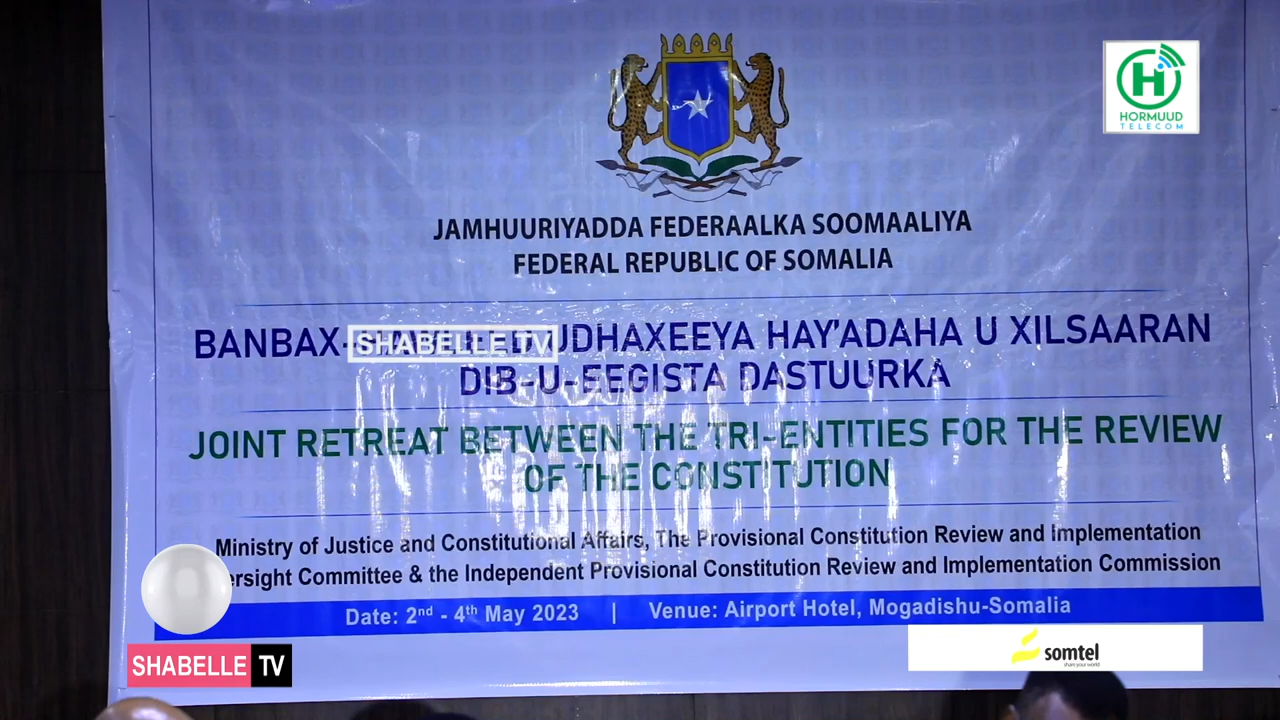 HORMUUD
TELECOM
JAMHUURIYADDA FEDERAALKA SOOMAALIYA
FEDERAL REPUBLIC OF SOMALIA
SHABELLE TV
HAY'ADAHA U XILSAARAN
DIB-U-EEGISTA DASTUURKA
JOINT RETREAT BETWEEN THE TRI-ENTITIES FOR THE REVIEW
OF THE CONSTITUTION
Ministry of Justice and Constitutional Affairs, The Provisional Constitution Review and Implementation
Committee & the Independent Provisional Constitution Review and Implementation Commission
Date: 2nd - 4th May 2023 | Venue: Airport Hotel, Mogadishu-Somalia
SHABELLE TV
somtel
share your world